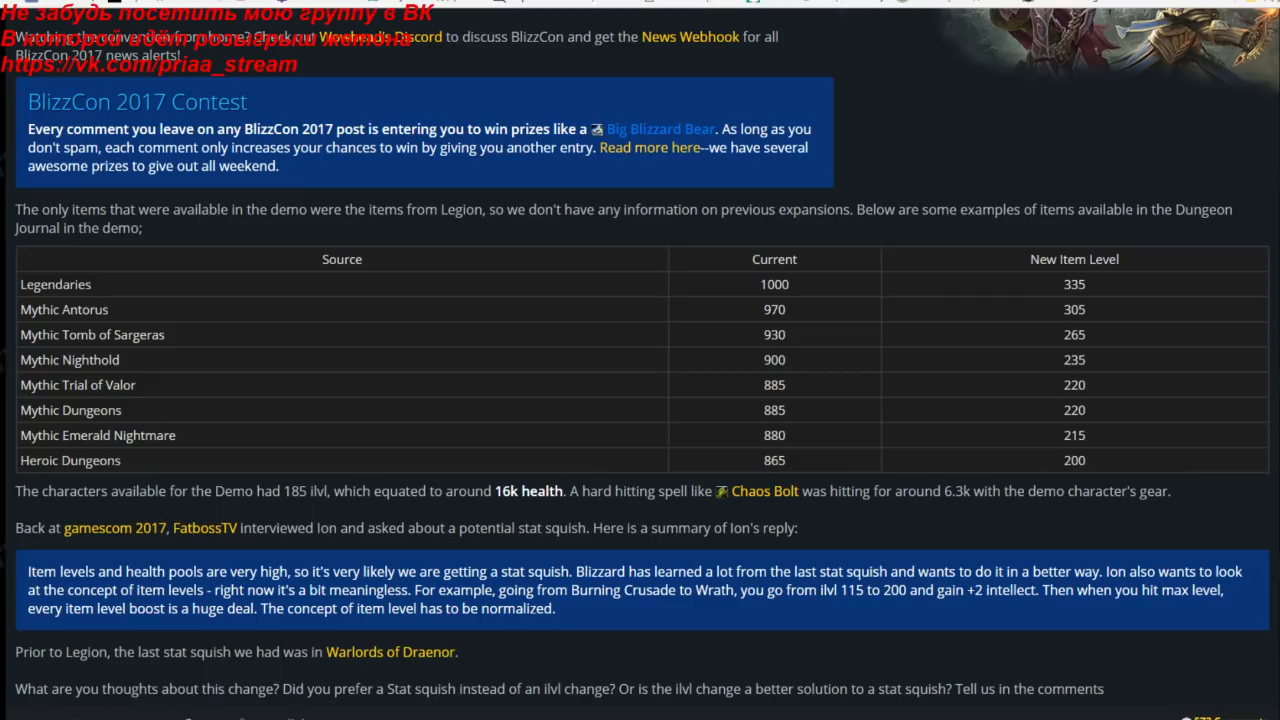 Не забудь посетить мою группу в ВК
В которой идёт розыгрыш жетона
https://vk.com/priaa_stream
Watching the convention from home? Check out Wowhead's Discord to discuss BlizzCon and get the News Webhook for all
BlizzCon 2017 news alerts!
BlizzCon 2017 Contest
Every comment you leave on any BlizzCon 2017 post is entering you to win prizes like a Big Blizzard Bear. As long as you
don't spam, each comment only increases your chances to win by giving you another entry. Read more here--we have several
awesome prizes to give out all weekend.
The only items that were available in the demo were the items from Legion, so we don't have any information on previous expansions. Below are some examples of items available in the Dungeon
Journal in the demo;
Source Current New Item Level
Legendaries 1000 335
Mythic Antorus 970 305
Mythic Tomb of Sargeras 930 265
Mythic Nighthold 900 235
Mythic Trial of Valor 885 220
Mythic Dungeons 885 220
Mythic Emerald Nightmare 880 215
Heroic Dungeons 865 200
The characters available for the Demo had 185 ilvl, which equated to around 16k health. A hard hitting spell like Chaos Bolt was hitting for around 6.3k with the demo character's gear.
Back at gamescom 2017, FatbossTV interviewed Ion and asked about a potential stat squish. Here is a summary of Ion's reply:
Item levels and health pools are very high, so it's very likely we are getting a stat squish. Blizzard has learned a lot from the last stat squish and wants to do it in a better way. Ion also wants to look
at the concept of item levels - right now it's a bit meaningless. For example, going from Burning Crusade to Wrath, you go from ilvl 115 to 200 and gain +2 intellect. Then when you hit max level,
every item level boost is a huge deal. The concept of item level has to be normalized.
Prior to Legion, the last stat squish we had was in Warlords of Draenor.
What are you thoughts about this change? Did you prefer a Stat squish instead of an ilvl change? Or is the ilvl change a better solution to a stat squish? Tell us in the comments